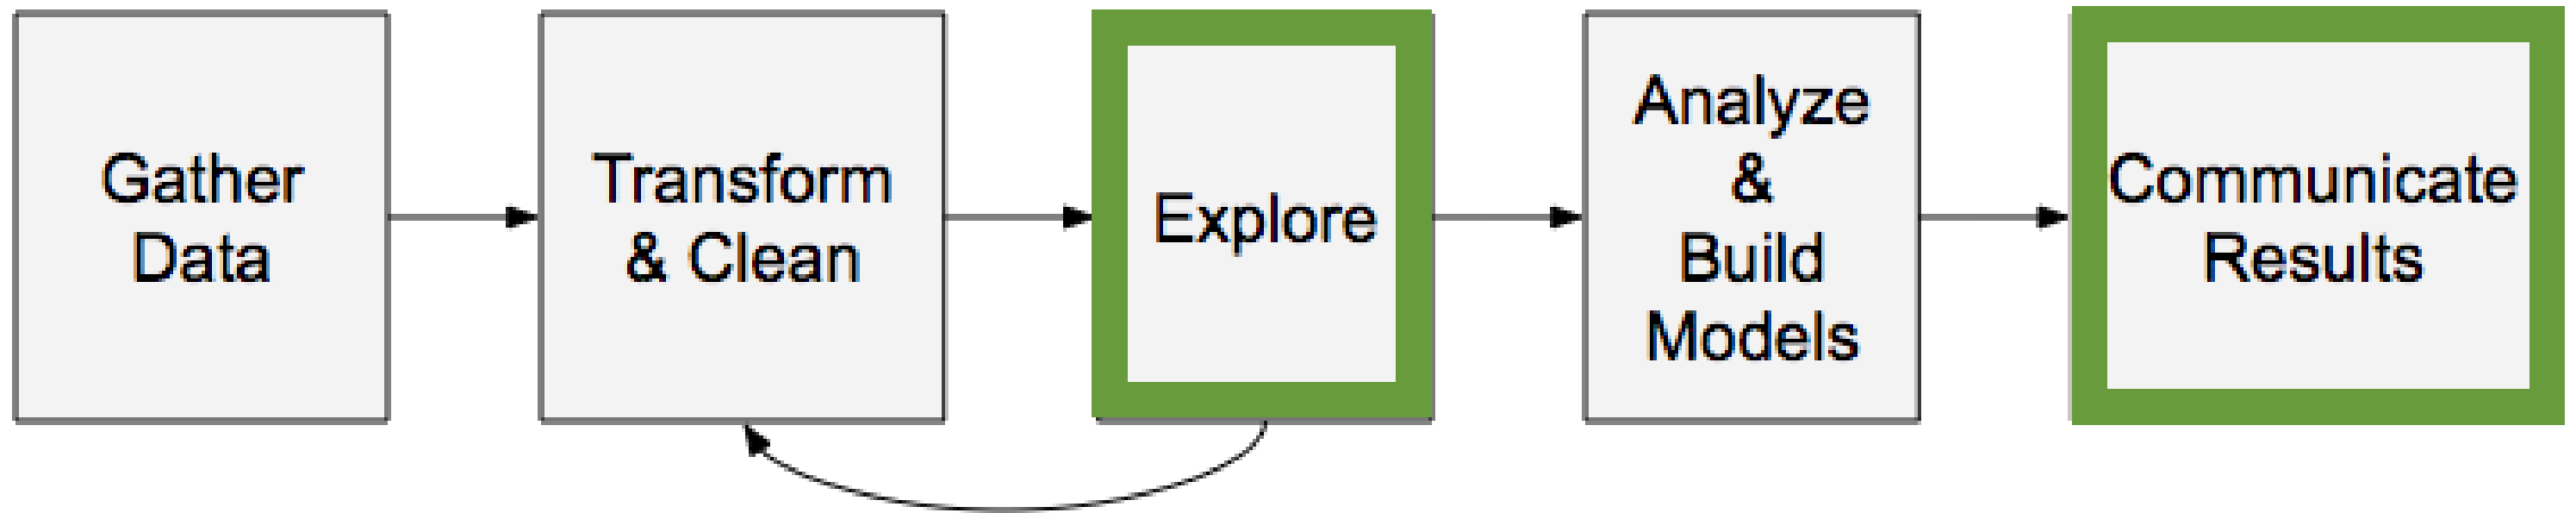 Gather
Data
Transform
& Clean
Explore
Analyze
&
Build
Models
Communicate
Results